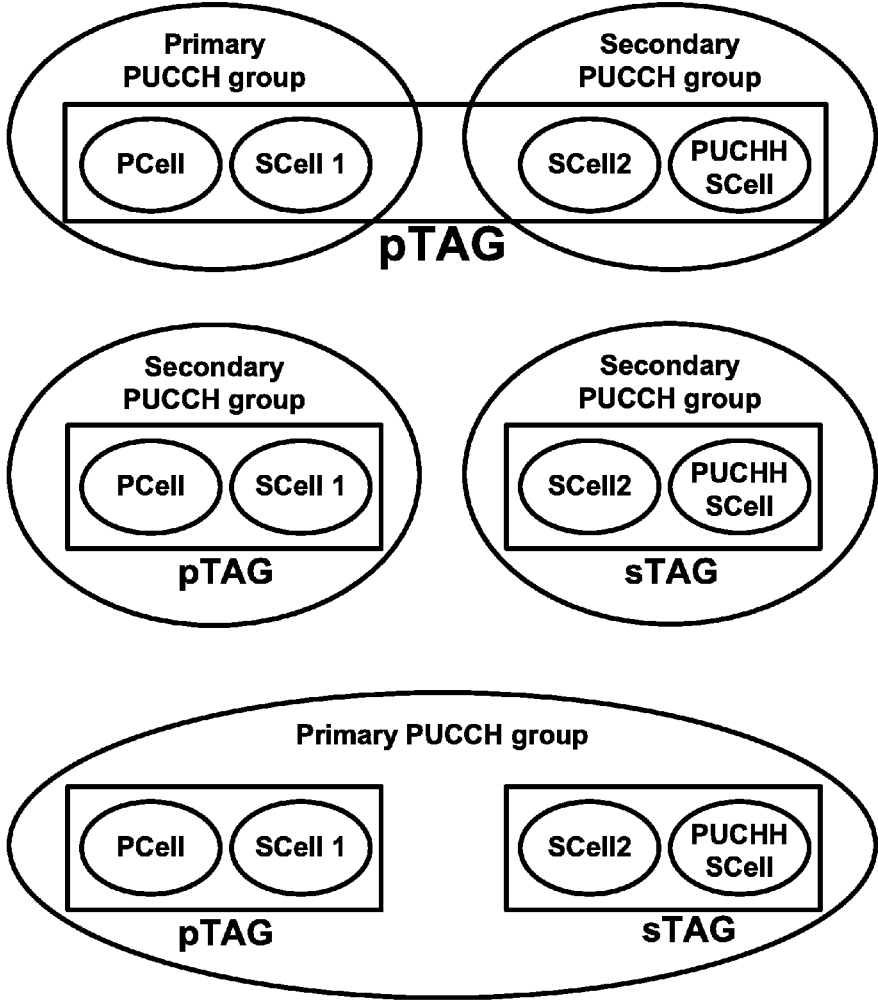 Primary
PUCCH group
Secondary
PUCCH group
PCell
SCell 1
SCell2
PUCHH
SCell
pTAG
Secondary
PUCCH group
Secondary
PUCCH group
PCell
SCell 1
SCell2
PUCHH
SCell
pTAG
sTAG
Primary PUCCH group
PCell
SCell 1
SCell2
PUCHH
SCell
pTAG
sTAG